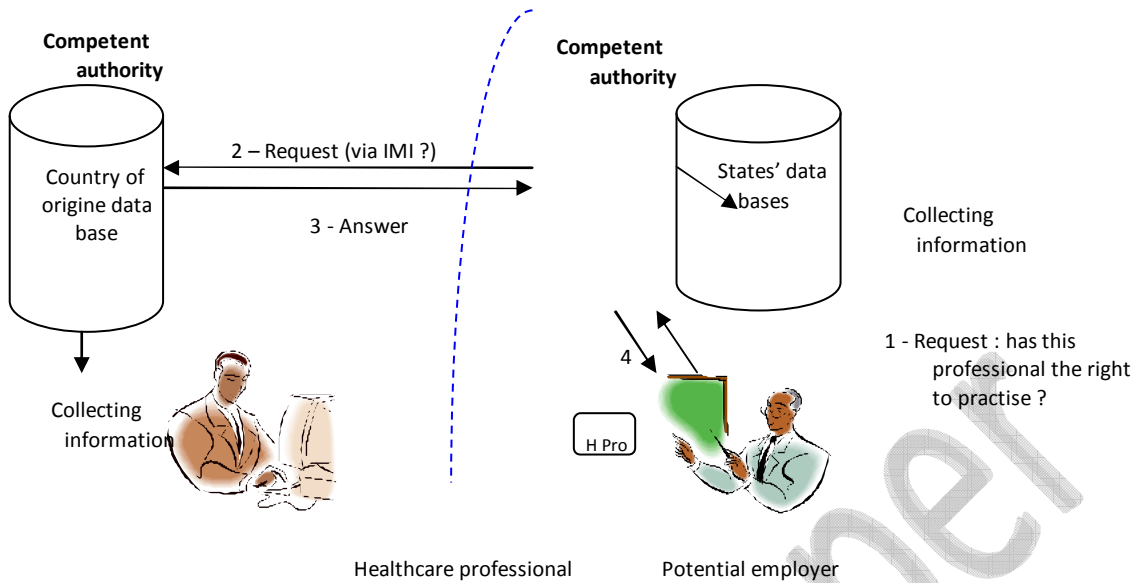 Competent
authority
Competent
authority
2 – Request (via IMI ?)
Country of
origine data
base
3 - Answer
States' data
bases
Collecting
information
1 - Request : has this
professional the right
to practise ?
4
Collecting
information
H Pro
Healthcare professional
Potential employer
ner